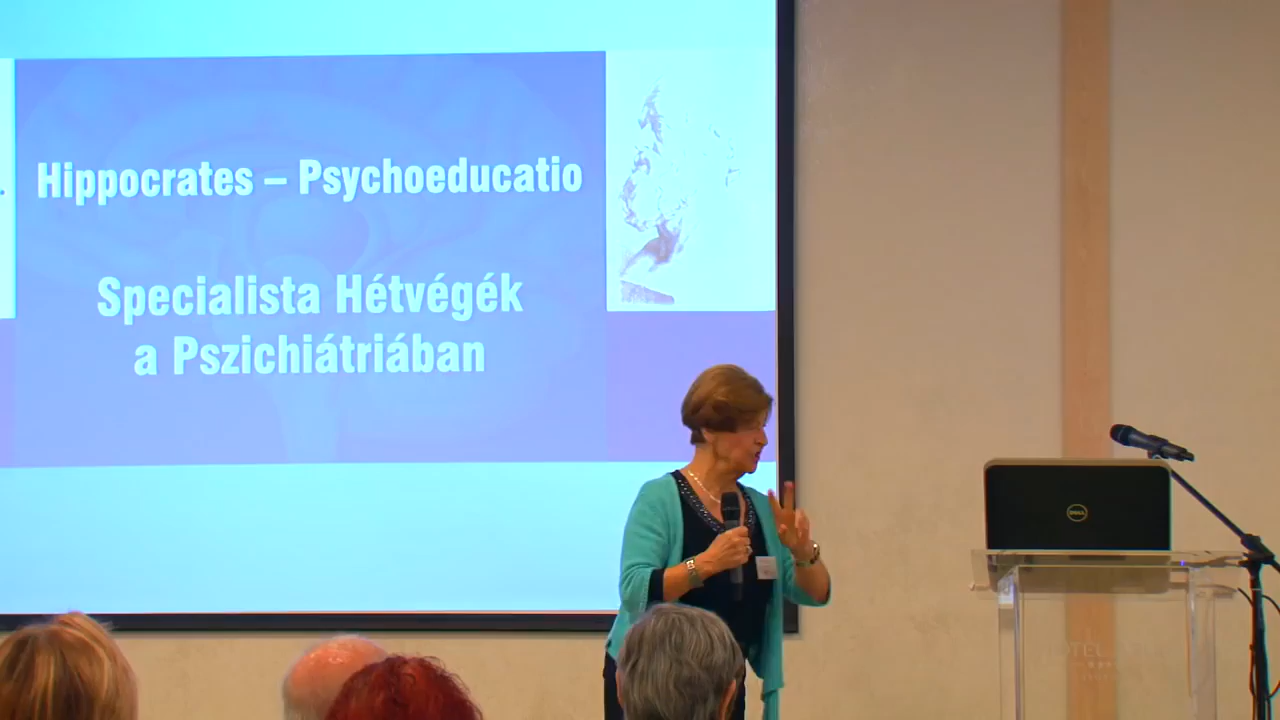 Hippocrates – Psychoeducatio
Specialista Hétvégék
a Pszichiátriában
DELL